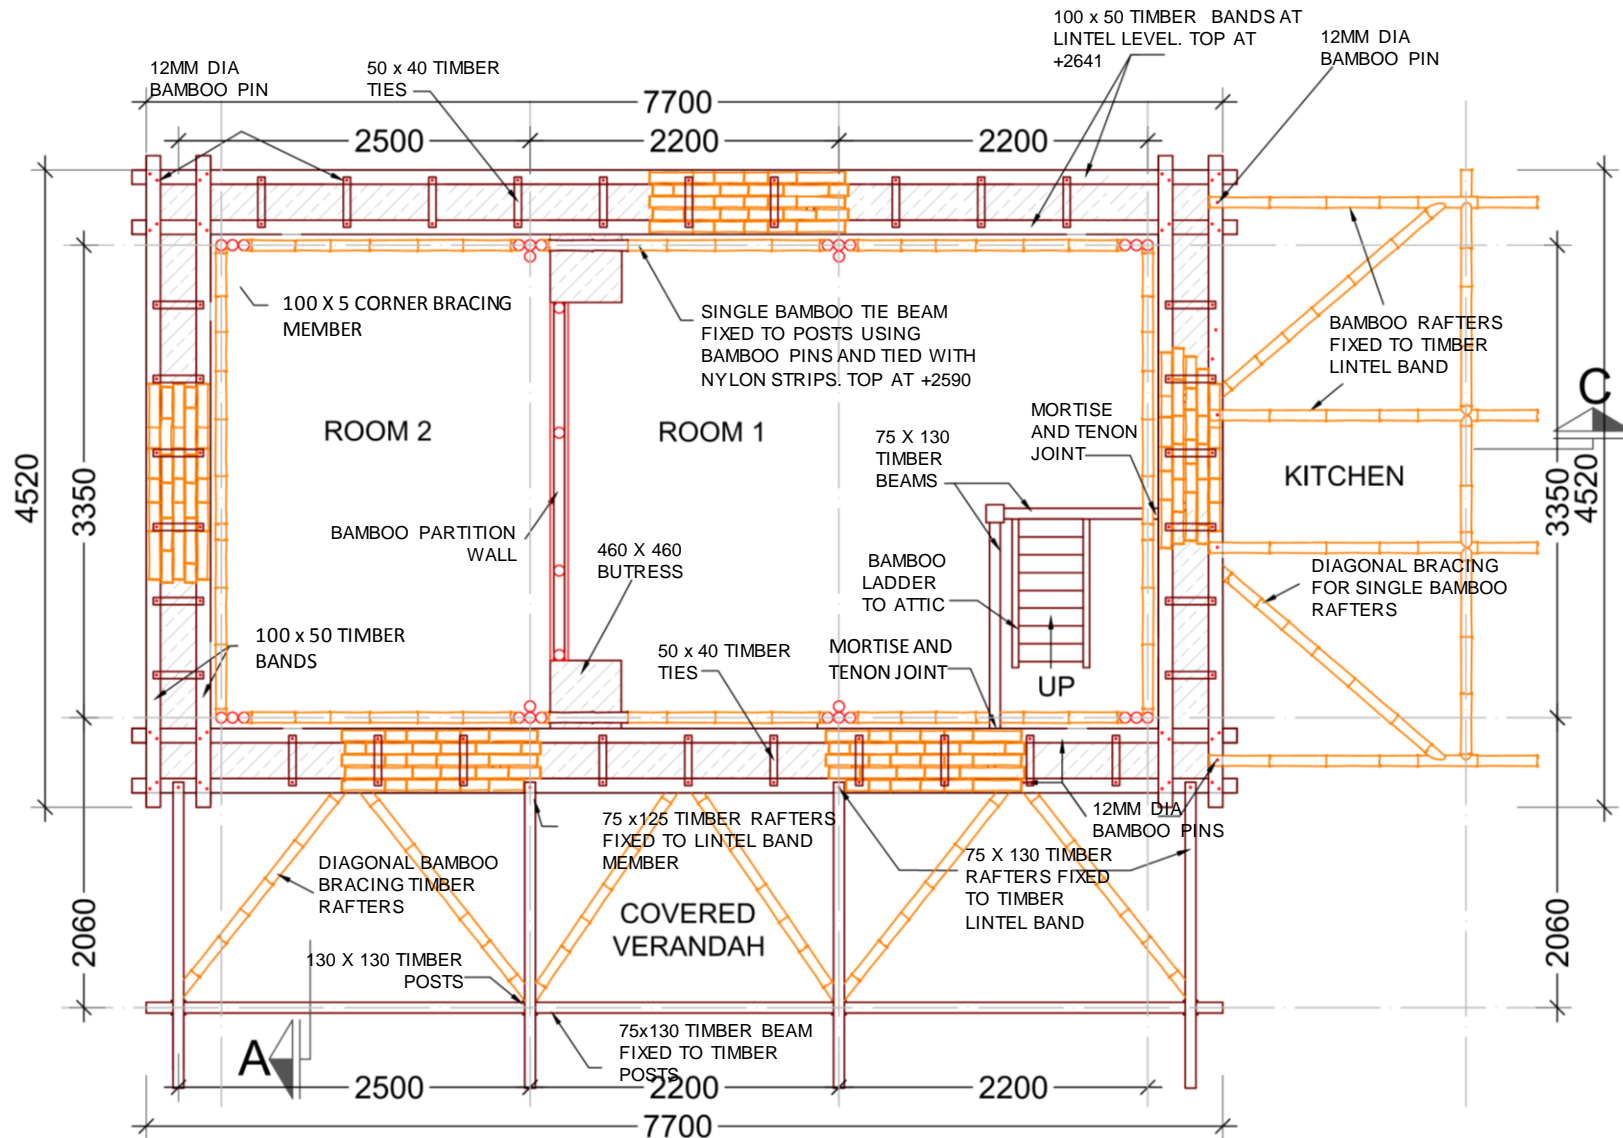 100 x 50 TIMBER BANDS AT
LINTEL LEVEL. TOP AT
+2641
12MM DIA
BAMBOO PIN
12MM DIA
BAMBOO PIN
50 x 40 TIMBER
TIES
7700
2500
2200
2200
100 X 5 CORNER BRACING
MEMBER
SINGLE BAMBOO TIE BEAM
FIXED TO POSTS USING
BAMBOO PINS AND TIED WITH
NYLON STRIPS. TOP AT +2590
BAMBOO RAFTERS
FIXED TO TIMBER
LINTEL BAND
C
ROOM 2
ROOM 1
MORTISE
AND TENON
JOINT
75 X 130
TIMBER
BEAMS
KITCHEN
4520
3350
3350
4520
BAMBOO PARTITION
WALL
460 X 460
BUTRESS
BAMBOO
LADDER
TO ATTIC
DIAGONAL BRACING
FOR SINGLE BAMBOO
RAFTERS
100 x 50 TIMBER
BANDS
50 x 40 TIMBER
TIES
MORTISE AND
TENON JOINT
UP
75 x125 TIMBER RAFTERS
FIXED TO LINTEL BAND
MEMBER
12MM DIA
BAMBOO PINS
DIAGONAL BAMBOO
BRACING TIMBER
RAFTERS
75 X 130 TIMBER
RAFTERS FIXED
TO TIMBER
LINTEL BAND
COVERED
VERANDAH
2060
2060
130 X 130 TIMBER
POSTS
75x130 TIMBER BEAM
FIXED TO TIMBER
POSTS
A
2500
2200
2200
7700